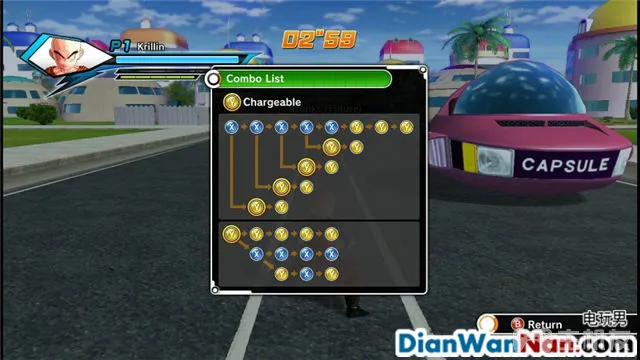 P1 Krillin
02"59
Combo List
Y Chargeable
X X X X X Y Y Y
Y Y
Y Y
Y Y
Y Y
Y Y Y Y Y
X X X X
Y X Y
CAPSULE
B Return
电玩男
DianWanNan.com